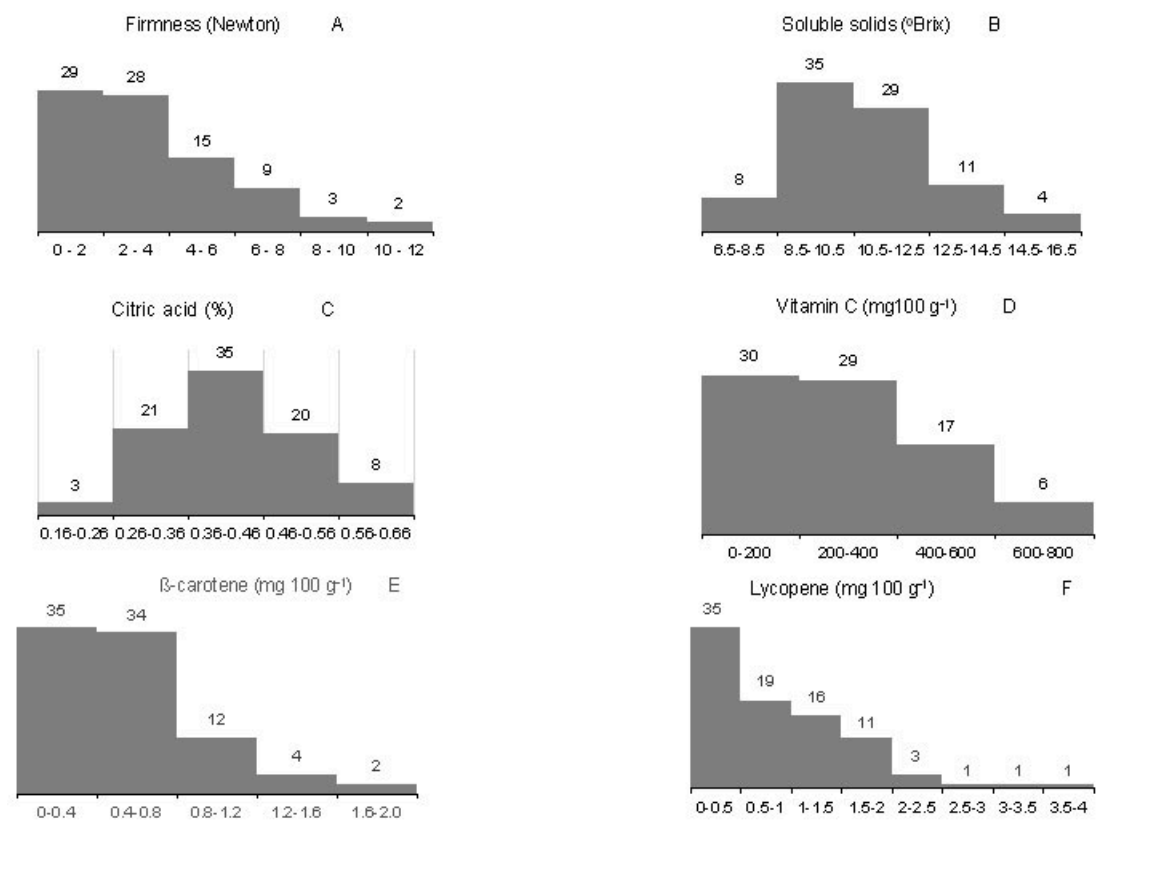 Firmness (Newton) A
29 28 15 9 3 2
0 - 2 2 - 4 4 - 6 6 - 8 8 - 10 10 - 12
Soluble solids (ºBrix) B
8 35 29 11 4
6.5-8.5 8.5-10.5 10.5-12.5 12.5-14.5 14.5-16.5
Citric acid (%) C
3 21 35 20 8
0.16-0.26 0.26-0.36 0.36-0.46 0.46-0.56 0.56-0.66
Vitamin C (mg100 g⁻¹) D
30 29 17 6
0-200 200-400 400-600 600-800
ß-carotene (mg 100 g⁻¹) E
35 34 12 4 2
0-0.4 0.4-0.8 0.8-1.2 1.2-1.6 1.6-2.0
Lycopene (mg 100 g⁻¹) F
35 19 16 11 3 1 1 1
0-0.5 0.5-1 1-1.5 1.5-2 2-2.5 2.5-3 3-3.5 3.5-4